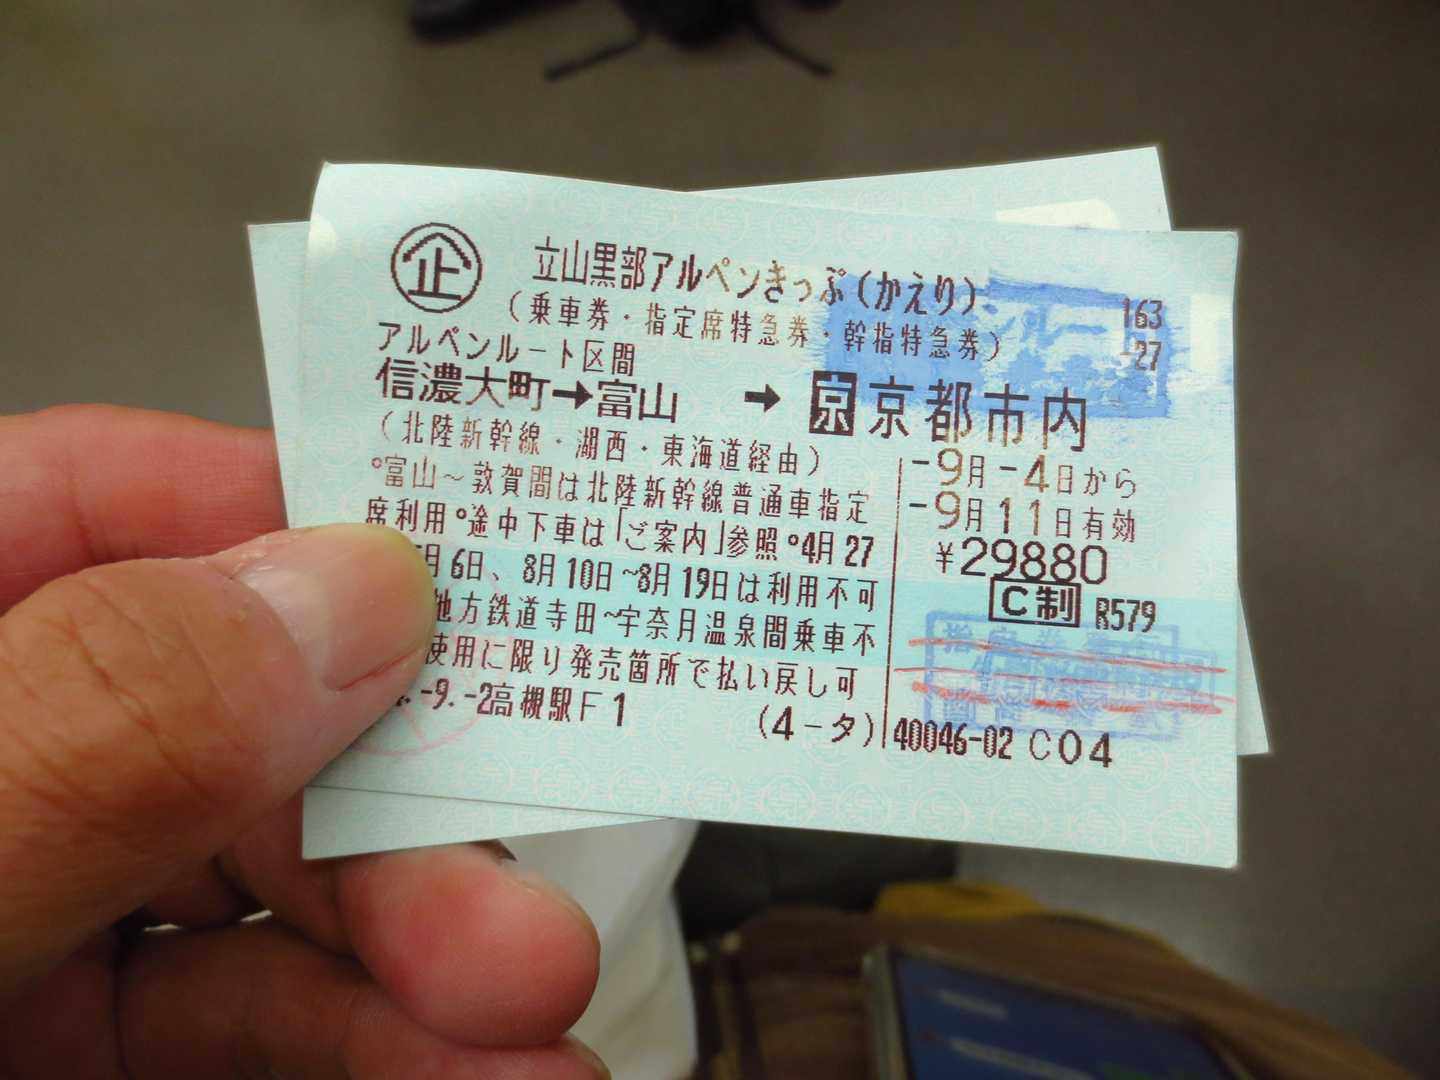 企 立山黒部アルペンきっぷ(かえり)
163
(乗車券・指定席特急券・幹指特急券)
-27
アルペンルート区間
信濃大町→富山 → 京 京都市内
(北陸新幹線・湖西・東海道経由)
-9月-4日から
°富山~敦賀間は北陸新幹線普通車指定
-9月11日有効
席利用°途中下車は「ご案内」参照°4月27
¥29880
月6日、8月10日~8月19日は利用不可
C制 R579
地方鉄道寺田~宇奈月温泉間乗車不
使用に限り発売箇所で払い戻し可
-9.-2高槻駅F1
(4-タ)
40046-02 C04